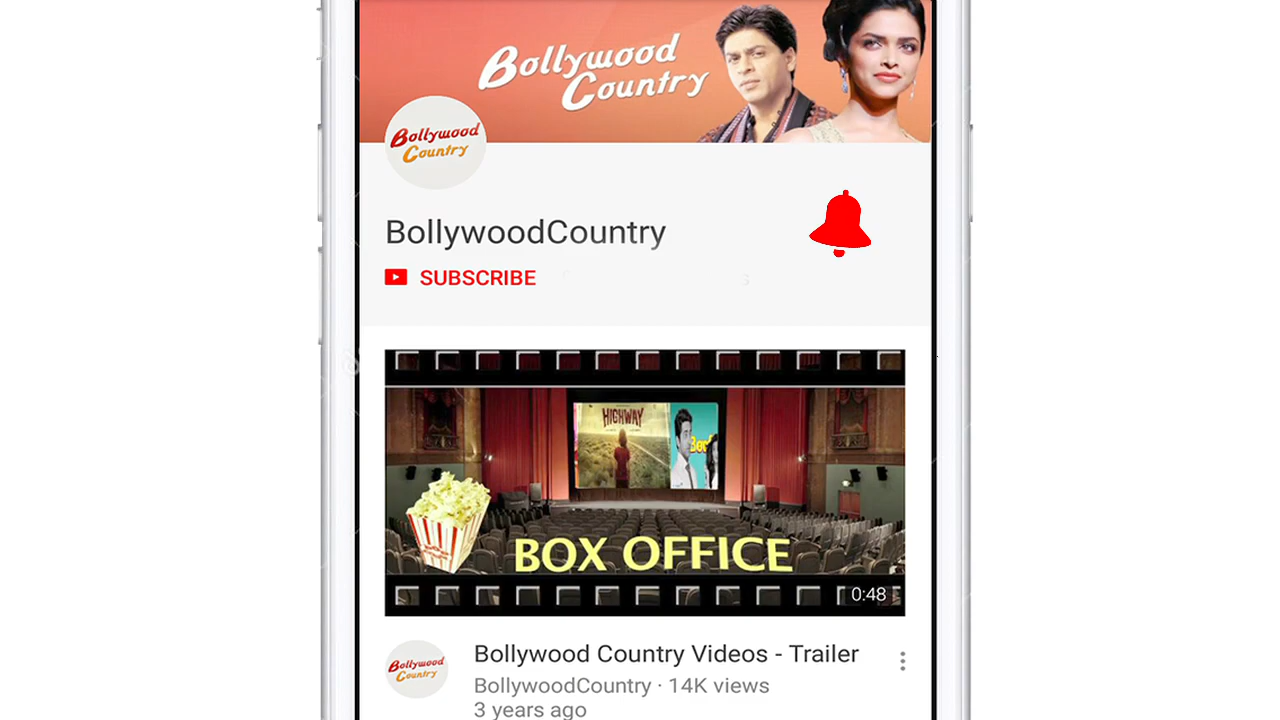 Bollywood
Country
Bollywood
Country
BollywoodCountry
SUBSCRIBE
HIGHWAY
BOX OFFICE
0:48
Bollywood
Country
Bollywood Country Videos - Trailer
BollywoodCountry · 14K views
3 years ago